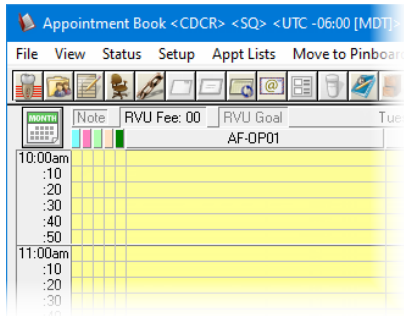 Appointment Book <CDCR> <SQ> <UTC -06:00 [MDT]>
File View Status Setup Appt Lists Move to Pinboar
MONTH Note RVU Fee: 00 RVU Goal Tue
AF-OP01
10:00am
:10
:20
:30
:40
:50
11:00am
:10
:20
:30
:40